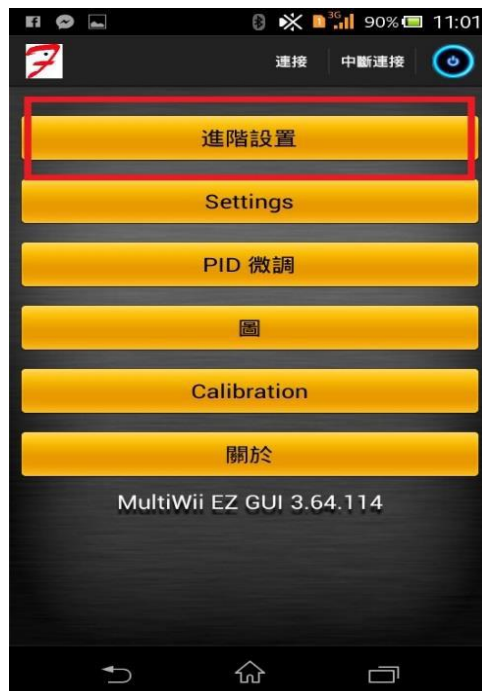 3G 90% 11:01
連接 中斷連接
進階設置
Settings
PID 微調
圖
Calibration
關於
MultiWii EZ GUI 3.64.114